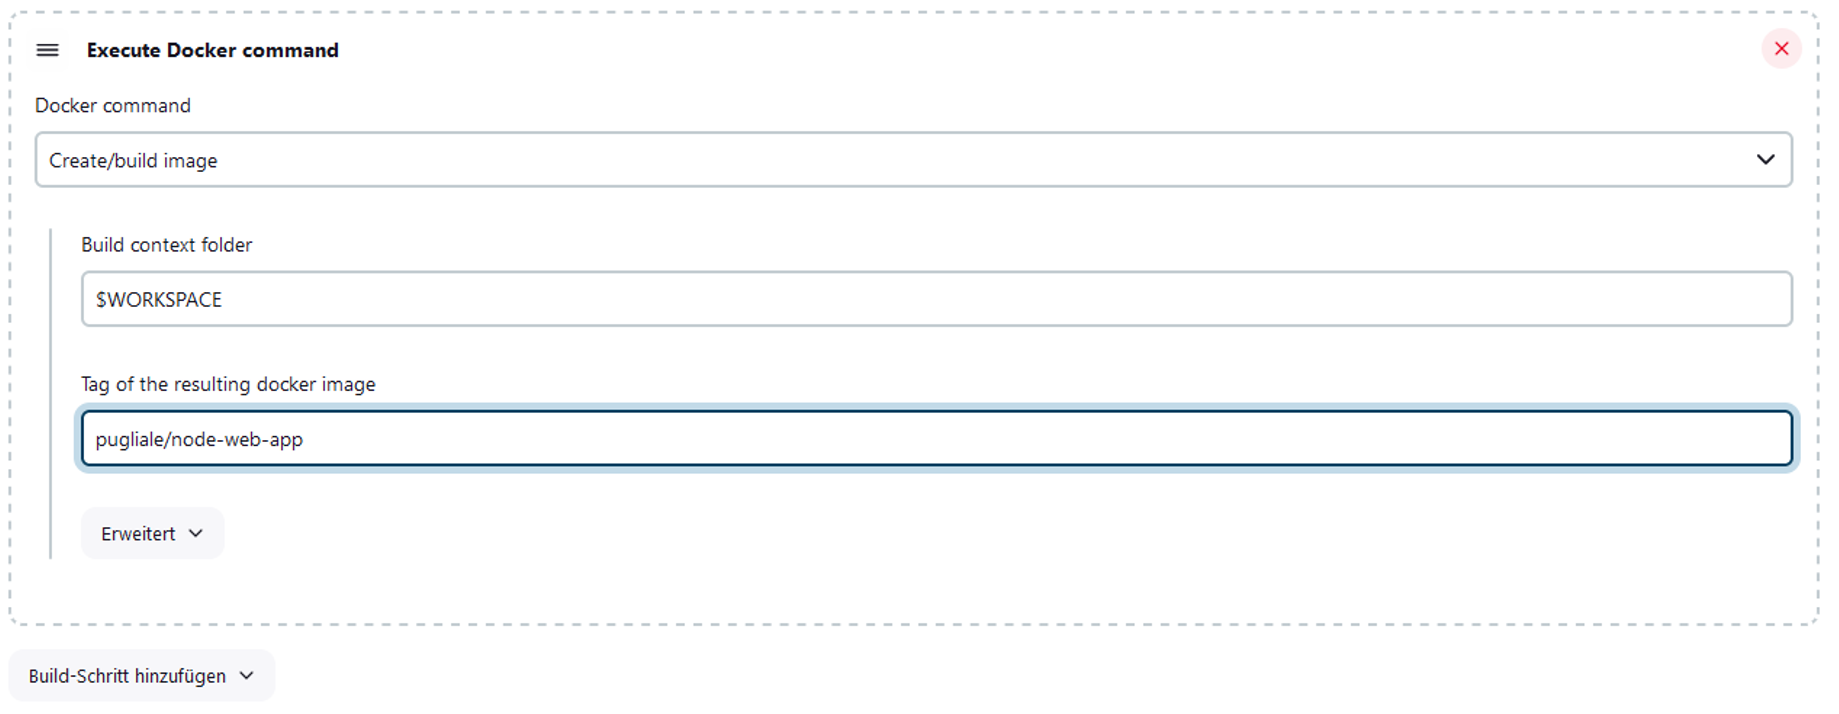 Execute Docker command
Docker command
Create/build image
Build context folder
$WORKSPACE
Tag of the resulting docker image
pugliale/node-web-app
Erweitert
Build-Schritt hinzufügen